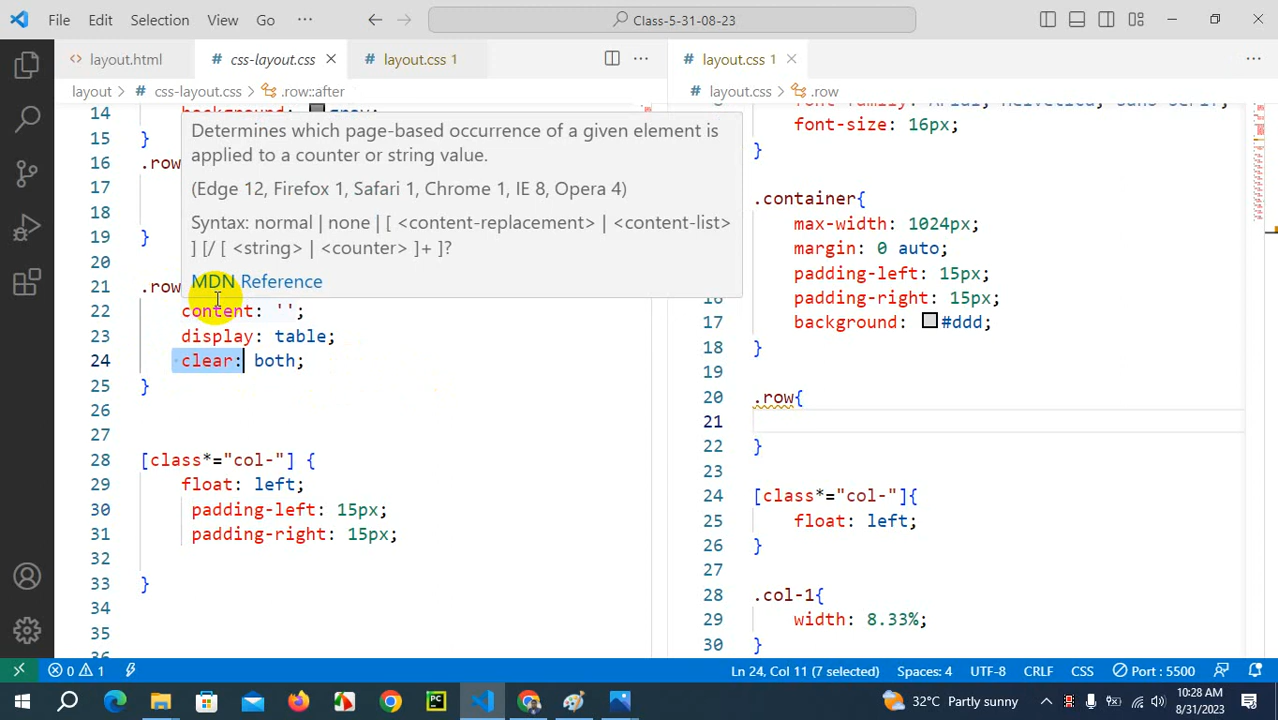 File Edit Selection View Go ··· Class-5-31-08-23
layout.html css-layout.css layout.css 1
layout > css-layout.css > .row::after
14
15 }
16 .row
17
18
19 }
20
21 .row
22 content: '';
23 display: table;
24 clear: both;
25 }
26
27
28 [class*="col-"] {
29 float: left;
30 padding-left: 15px;
31 padding-right: 15px;
32
33 }
34
35
Determines which page-based occurrence of a given element is
applied to a counter or string value.
(Edge 12, Firefox 1, Safari 1, Chrome 1, IE 8, Opera 4)
Syntax: normal | none | [ <content-replacement> | <content-list>
] [/ [ <string> | <counter> ]+ ]?
MDN Reference
layout.css 1
layout.css > .row
font-family: Arial, Helvetica, sans-serif;
font-size: 16px;
}
.container{
max-width: 1024px;
margin: 0 auto;
padding-left: 15px;
16 padding-right: 15px;
17 background: #ddd;
18 }
19
20 .row{
21
22 }
23
24 [class*="col-"]{
25 float: left;
26 }
27
28 .col-1{
29 width: 8.33%;
30 }
0 1 Ln 24, Col 11 (7 selected) Spaces: 4 UTF-8 CRLF CSS Port : 5500
PC 32°C Partly sunny 10:28 AM
8/31/2023